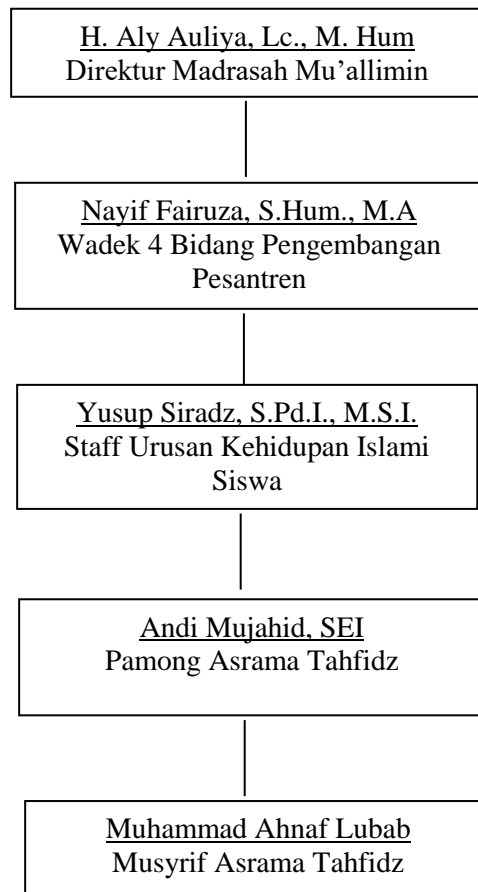 H. Aly Auliya, Lc., M. Hum
Direktur Madrasah Mu’allimin
Nayif Fairuza, S.Hum., M.A
Wadek 4 Bidang Pengembangan
Pesantren
Yusup Siradz, S.Pd.I., M.S.I.
Staff Urusan Kehidupan Islami
Siswa
Andi Mujahid, SEI
Pamong Asrama Tahfidz
Muhammad Ahnaf Lubab
Musyrif Asrama Tahfidz